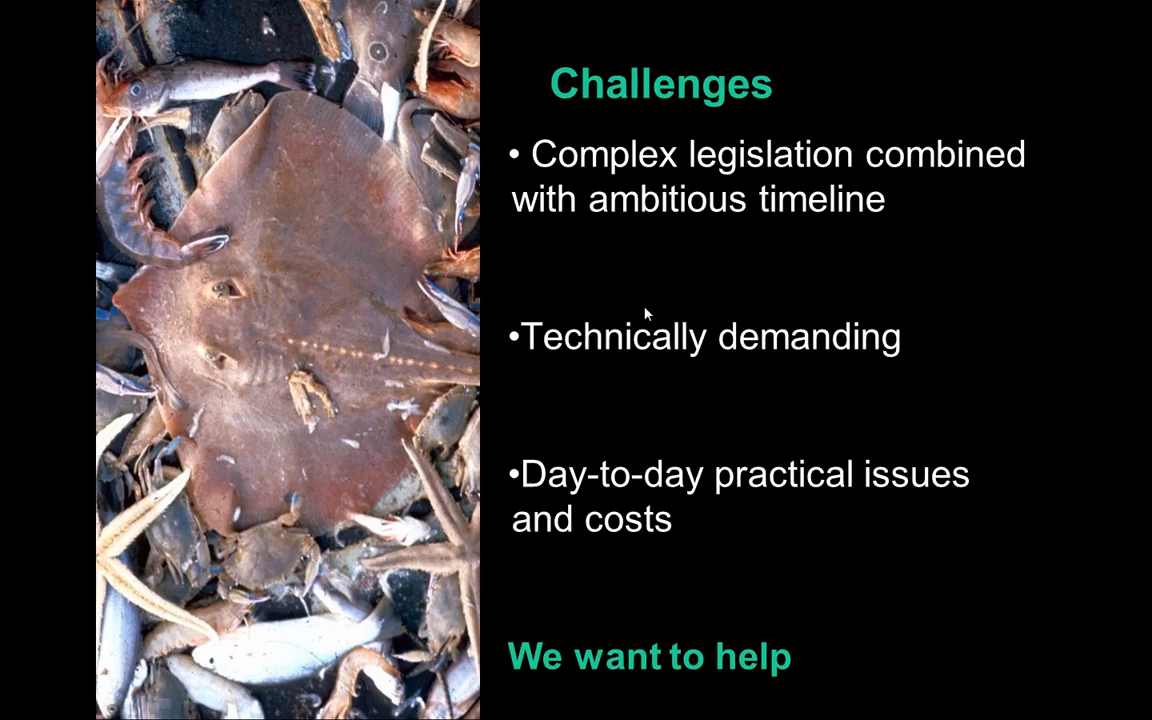 Challenges
• Complex legislation combined
with ambitious timeline
•Technically demanding
•Day-to-day practical issues
and costs
We want to help